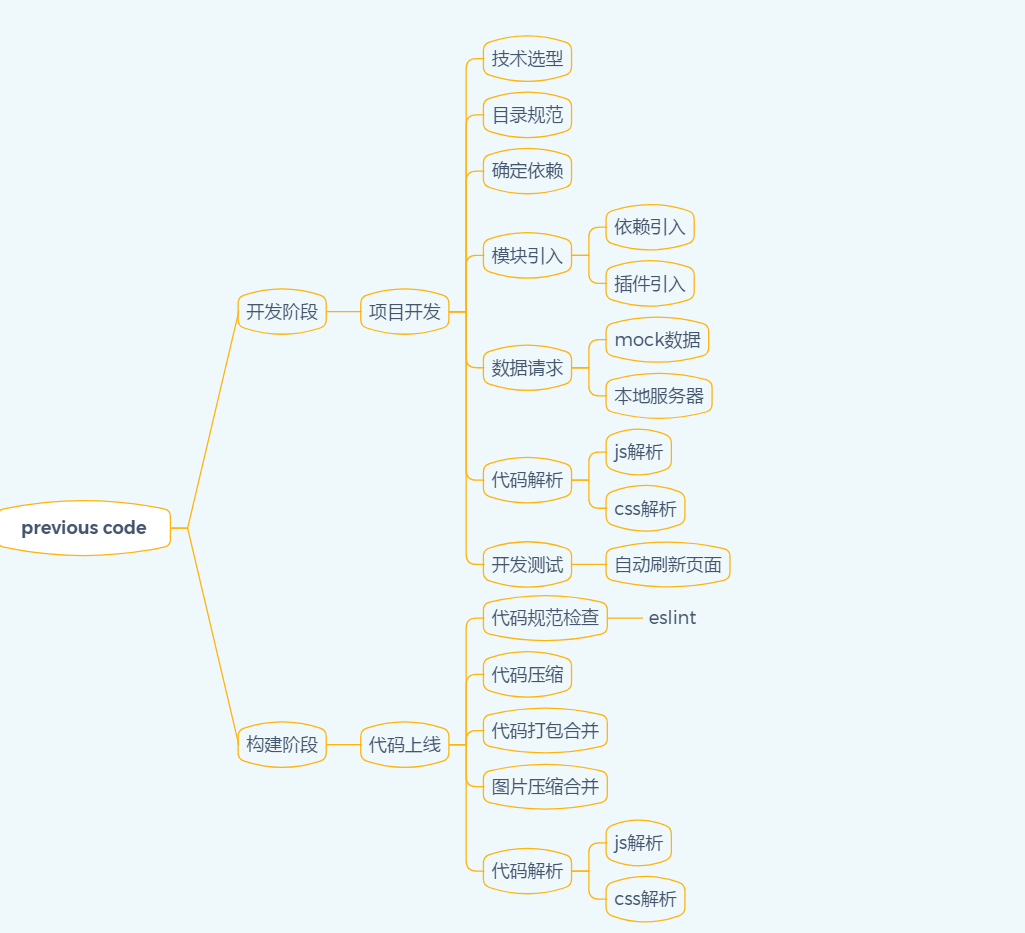 previous code
开发阶段
项目开发
技术选型
目录规范
确定依赖
模块引入
依赖引入
插件引入
数据请求
mock数据
本地服务器
代码解析
js解析
css解析
开发测试
自动刷新页面
构建阶段
代码上线
代码规范检查
eslint
代码压缩
代码打包合并
图片压缩合并
代码解析
js解析
css解析